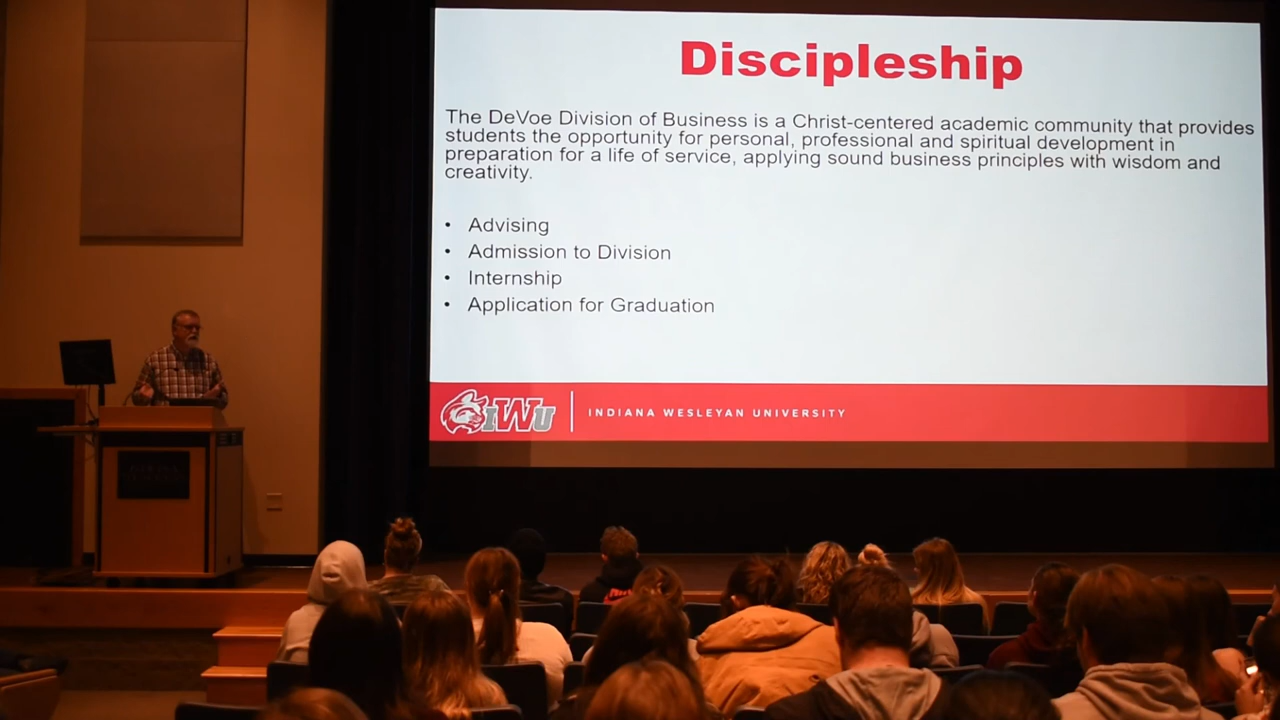 Discipleship
The DeVoe Division of Business is a Christ-centered academic community that provides
students the opportunity for personal, professional and spiritual development in
preparation for a life of service, applying sound business principles with wisdom and
creativity.
• Advising
• Admission to Division
• Internship
• Application for Graduation
IWU
INDIANA WESLEYAN UNIVERSITY